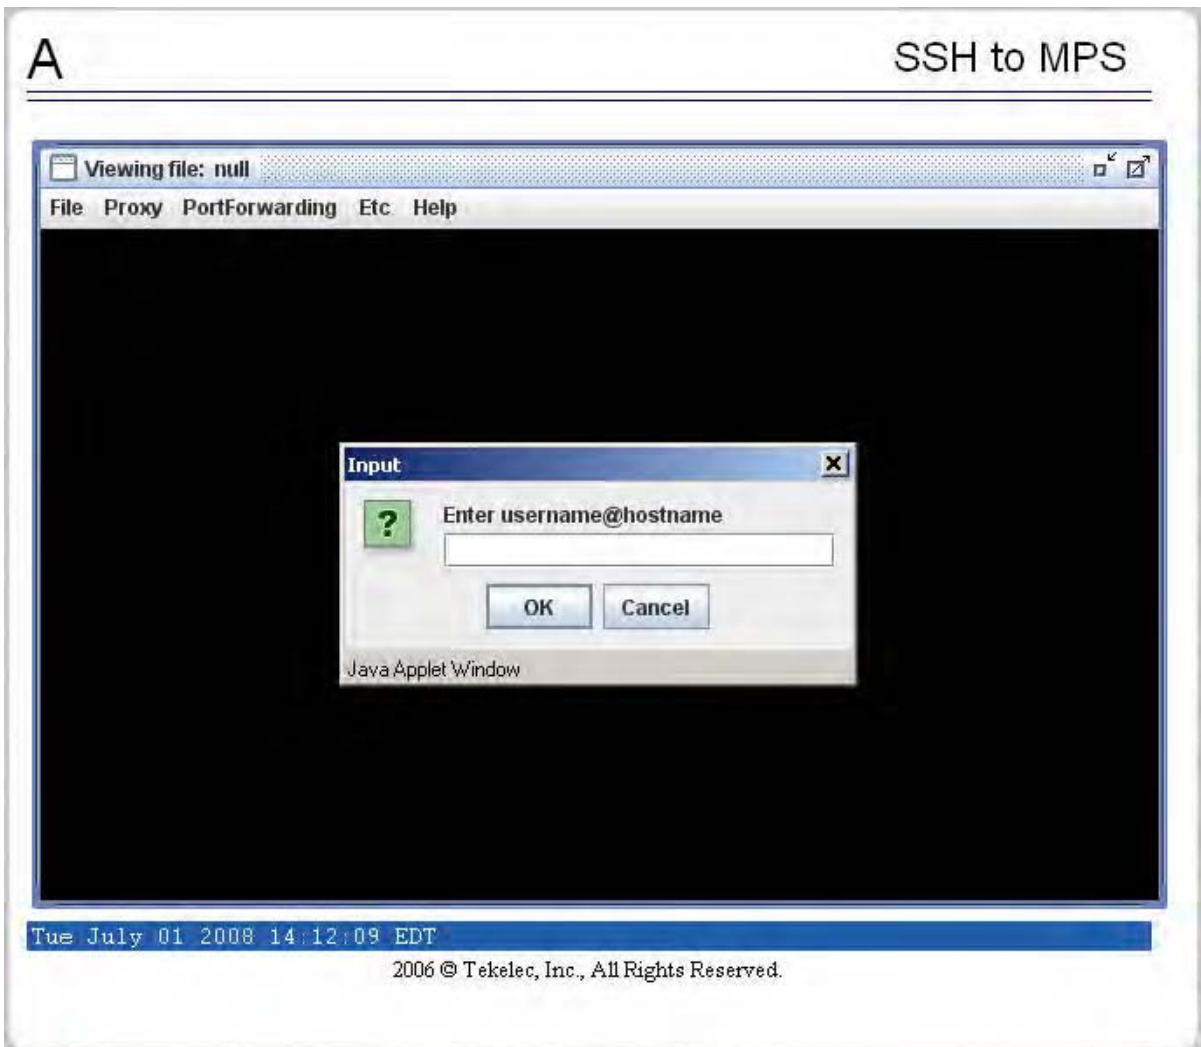 A
SSH to MPS
Viewing file: null
File Proxy PortForwarding Etc Help
Input
?
Enter username@hostname
OK Cancel
Java Applet Window
Tue July 01 2008 14:12:09 EDT
2006 © Tekelec, Inc., All Rights Reserved.